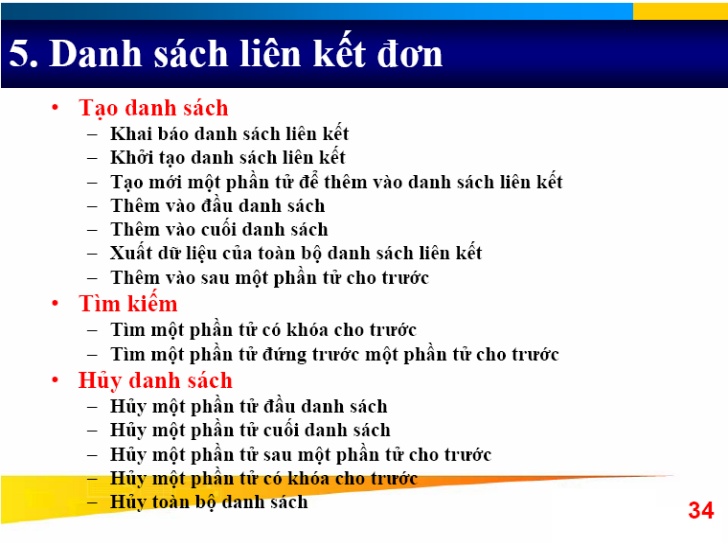 5. Danh sách liên kết đơn
• Tạo danh sách
– Khai báo danh sách liên kết
– Khởi tạo danh sách liên kết
– Tạo mới một phần tử để thêm vào danh sách liên kết
– Thêm vào đầu danh sách
– Thêm vào cuối danh sách
– Xuất dữ liệu của toàn bộ danh sách liên kết
– Thêm vào sau một phần tử cho trước
• Tìm kiếm
– Tìm một phần tử có khóa cho trước
– Tìm một phần tử đứng trước một phần tử cho trước
• Hủy danh sách
– Hủy một phần tử đầu danh sách
– Hủy một phần tử cuối danh sách
– Hủy một phần tử sau một phần tử cho trước
– Hủy một phần tử có khóa cho trước
– Hủy toàn bộ danh sách
34